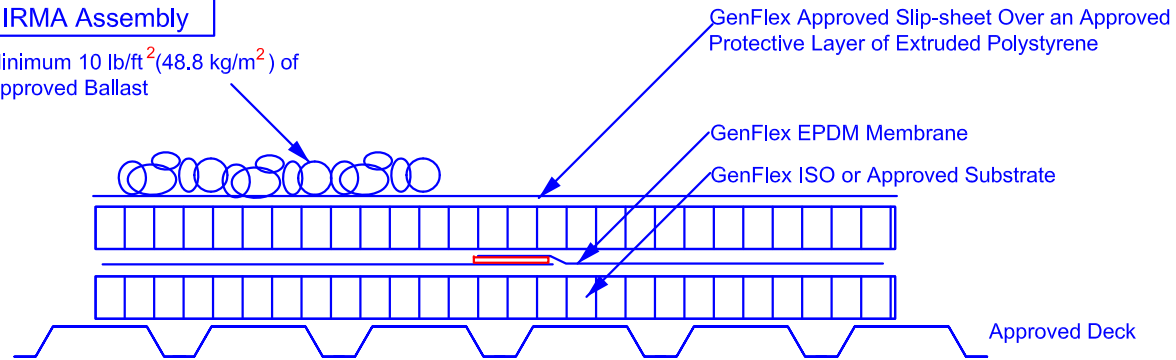 IRMA Assembly
inimum 10 lb/ft²(48.8 kg/m²) of
pproved Ballast
GenFlex Approved Slip-sheet Over an Approved
Protective Layer of Extruded Polystyrene
GenFlex EPDM Membrane
GenFlex ISO or Approved Substrate
Approved Deck